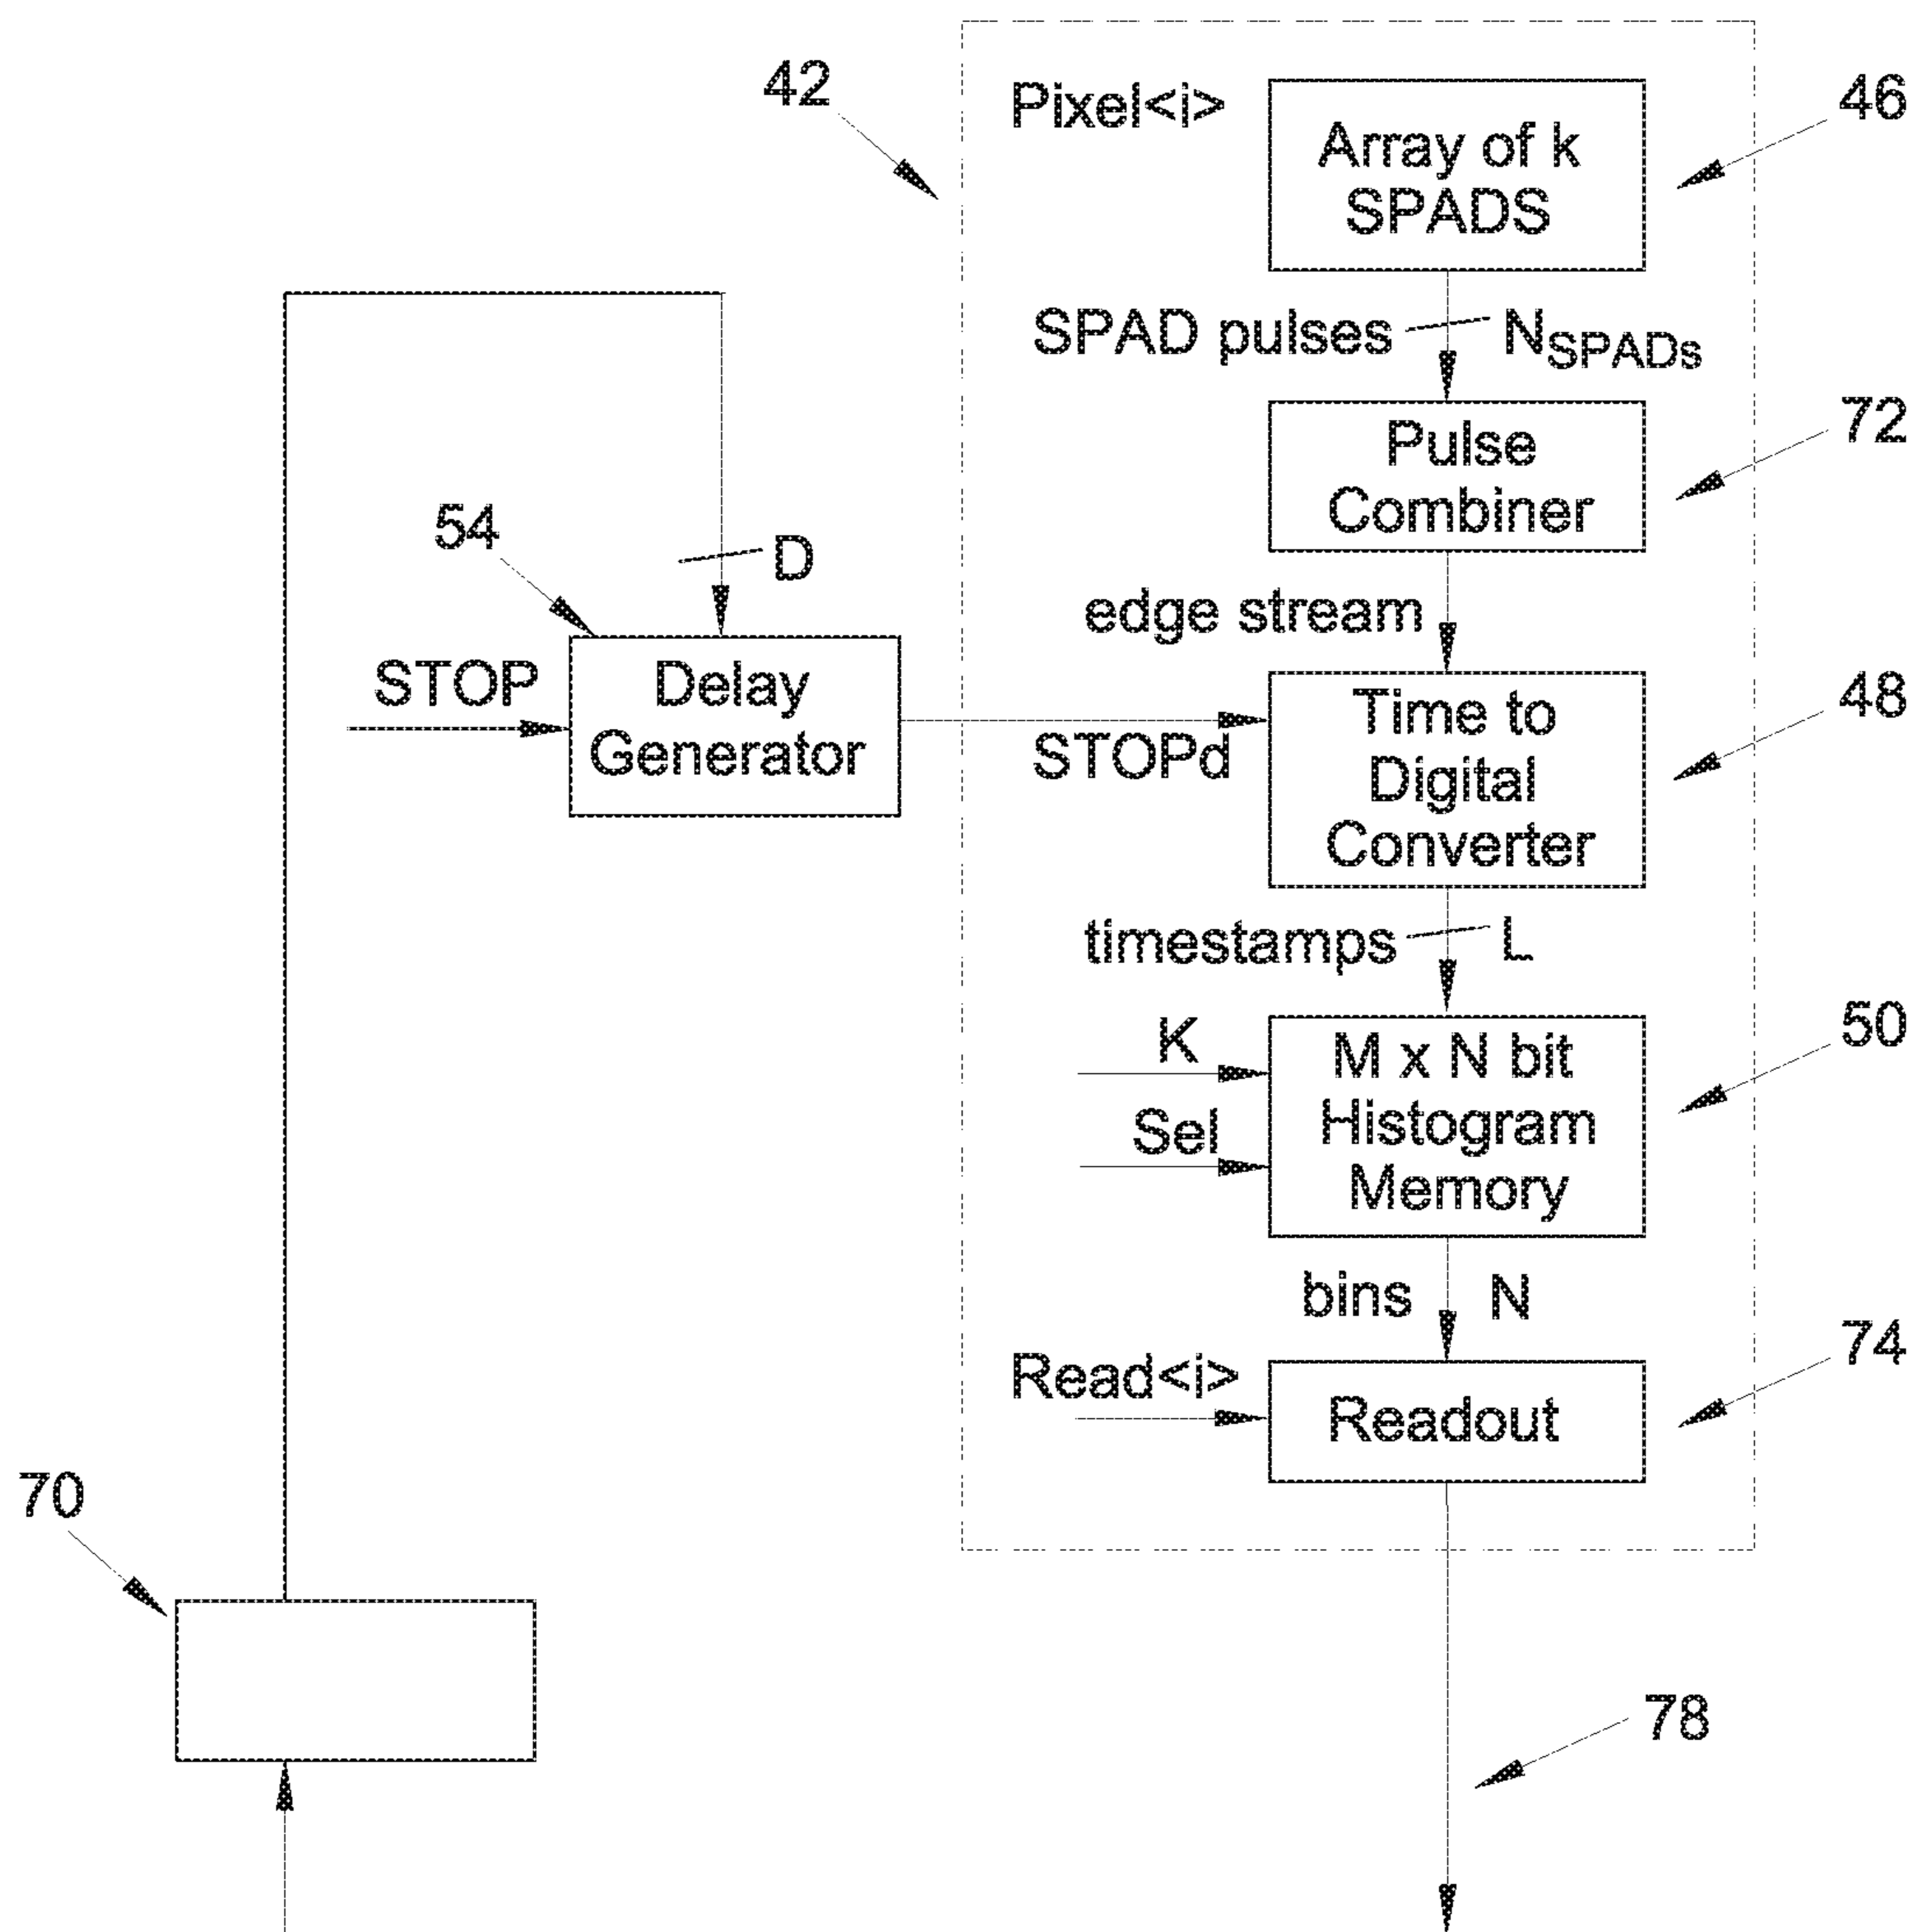 42
Pixel<i>
Array of k
SPADS
46
SPAD pulses
NSPADs
Pulse
Combiner
72
54
D
edge stream
STOP
Delay
Generator
STOPd
Time to
Digital
Converter
48
timestamps
L
K
Sel
M x N bit
Histogram
Memory
50
bins
N
Read<i>
Readout
74
70
78